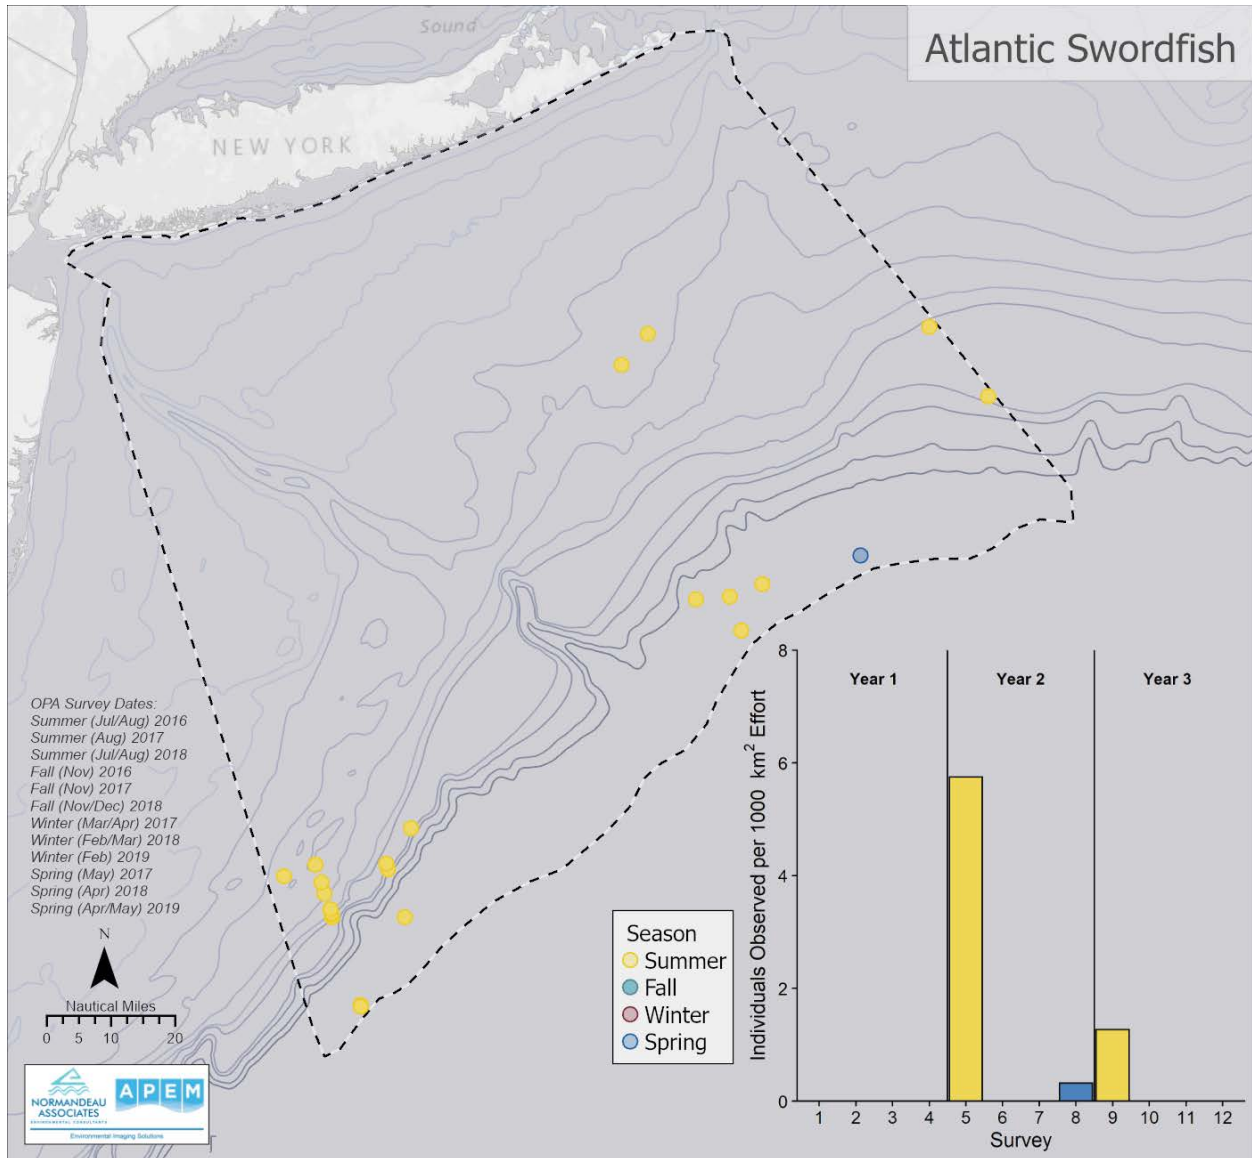 Sound
Atlantic Swordfish
NEW YORK
OPA Survey Dates:
Summer (Jul/Aug) 2016
Summer (Aug) 2017
Summer (Jul/Aug) 2018
Fall (Nov) 2016
Fall (Nov) 2017
Fall (Nov/Dec) 2018
Winter (Mar/Apr) 2017
Winter (Feb/Mar) 2018
Winter (Feb) 2019
Spring (May) 2017
Spring (Apr) 2018
Spring (Apr/May) 2019
N
Nautical Miles
0 5 10 20
NORMANDEAU
ASSOCIATES
ENVIRONMENTAL CONSULTANTS
APEM
Environmental Imaging Solutions
Season
Summer
Fall
Winter
Spring
Individuals Observed per 1000 km² Effort
8
6
4
2
0
Year 1 Year 2 Year 3
1 2 3 4 5 6 7 8 9 10 11 12
Survey